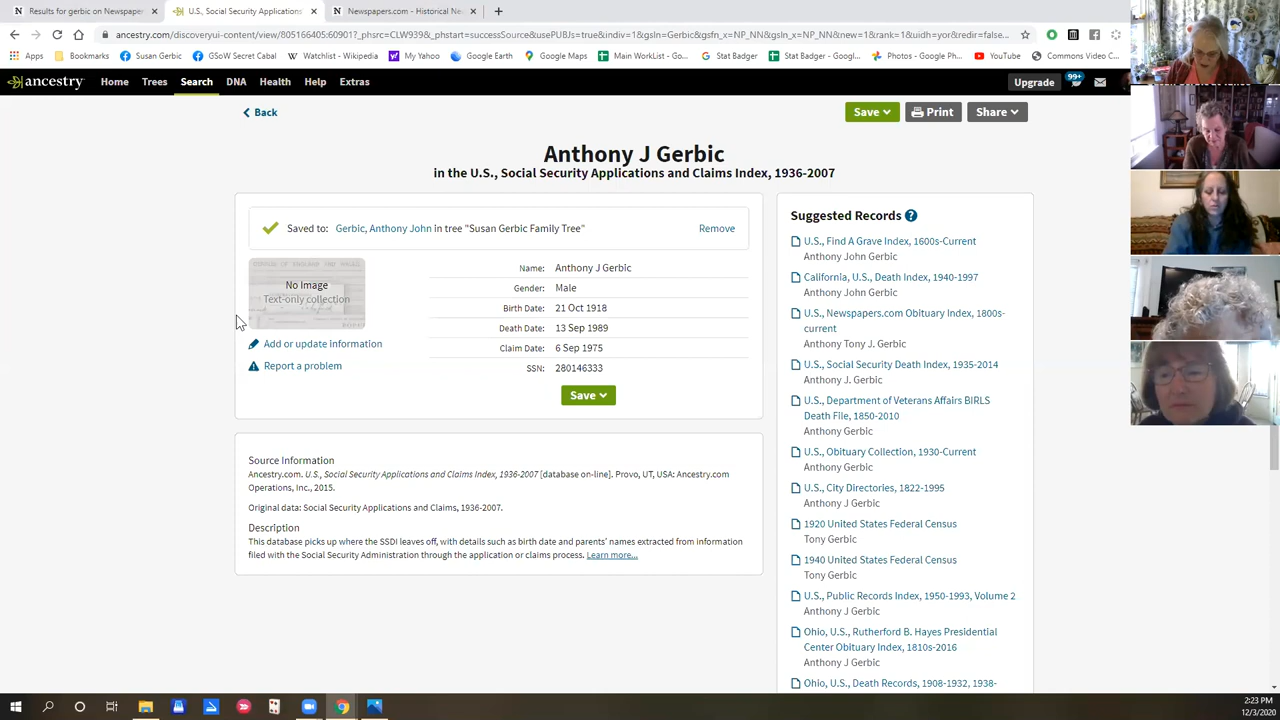 Results for gerbic on Newspaper
U.S., Social Security Applications
Newspapers.com - Historical Ne
ancestry.com/discoveryui-content/view/805166405:60901?_phsrc=CLW9398&_phstart=successSource&usePUBJs=true&indiv=1&gsln=Gerbic&gsfn_x=NP_NN&gsln_x=NP_NN&new=1&rank=1&uidh=yor&redir=false...
Apps
Bookmarks
Susan Gerbic
GSoW Secret Cabal
Watchlist - Wikipedia
My Yahoo
Google Earth
Google Maps
Main WorkList - Go...
Stat Badger
Stat Badger - Googl...
Photos - Google Ph...
YouTube
Commons Video C...
ancestry
Home
Trees
Search
DNA
Health
Help
Extras
Upgrade
99+
Back
Save
Print
Share
Anthony J Gerbic
in the U.S., Social Security Applications and Claims Index, 1936-2007
Saved to: Gerbic, Anthony John in tree "Susan Gerbic Family Tree"
Remove
No Image
Text-only collection
Add or update information
Report a problem
Name: Anthony J Gerbic
Gender: Male
Birth Date: 21 Oct 1918
Death Date: 13 Sep 1989
Claim Date: 6 Sep 1975
SSN: 280146333
Save
Source Information
Ancestry.com. U.S., Social Security Applications and Claims Index, 1936-2007 [database on-line]. Provo, UT, USA: Ancestry.com
Operations, Inc., 2015.
Original data: Social Security Applications and Claims, 1936-2007.
Description
This database picks up where the SSDI leaves off, with details such as birth date and parents' names extracted from information
filed with the Social Security Administration through the application or claims process. Learn more...
Suggested Records
U.S., Find A Grave Index, 1600s-Current
Anthony John Gerbic
California, U.S., Death Index, 1940-1997
Anthony John Gerbic
U.S., Newspapers.com Obituary Index, 1800s-
current
Anthony Tony J. Gerbic
U.S., Social Security Death Index, 1935-2014
Anthony J. Gerbic
U.S., Department of Veterans Affairs BIRLS
Death File, 1850-2010
Anthony Gerbic
U.S., Obituary Collection, 1930-Current
Anthony Gerbic
U.S., City Directories, 1822-1995
Anthony J Gerbic
1920 United States Federal Census
Tony Gerbic
1940 United States Federal Census
Tony Gerbic
U.S., Public Records Index, 1950-1993, Volume 2
Anthony J Gerbic
Ohio, U.S., Rutherford B. Hayes Presidential
Center Obituary Index, 1810s-2016
Anthony J Gerbic
Ohio, U.S., Death Records, 1908-1932, 1938-
2:23 PM
12/3/2020